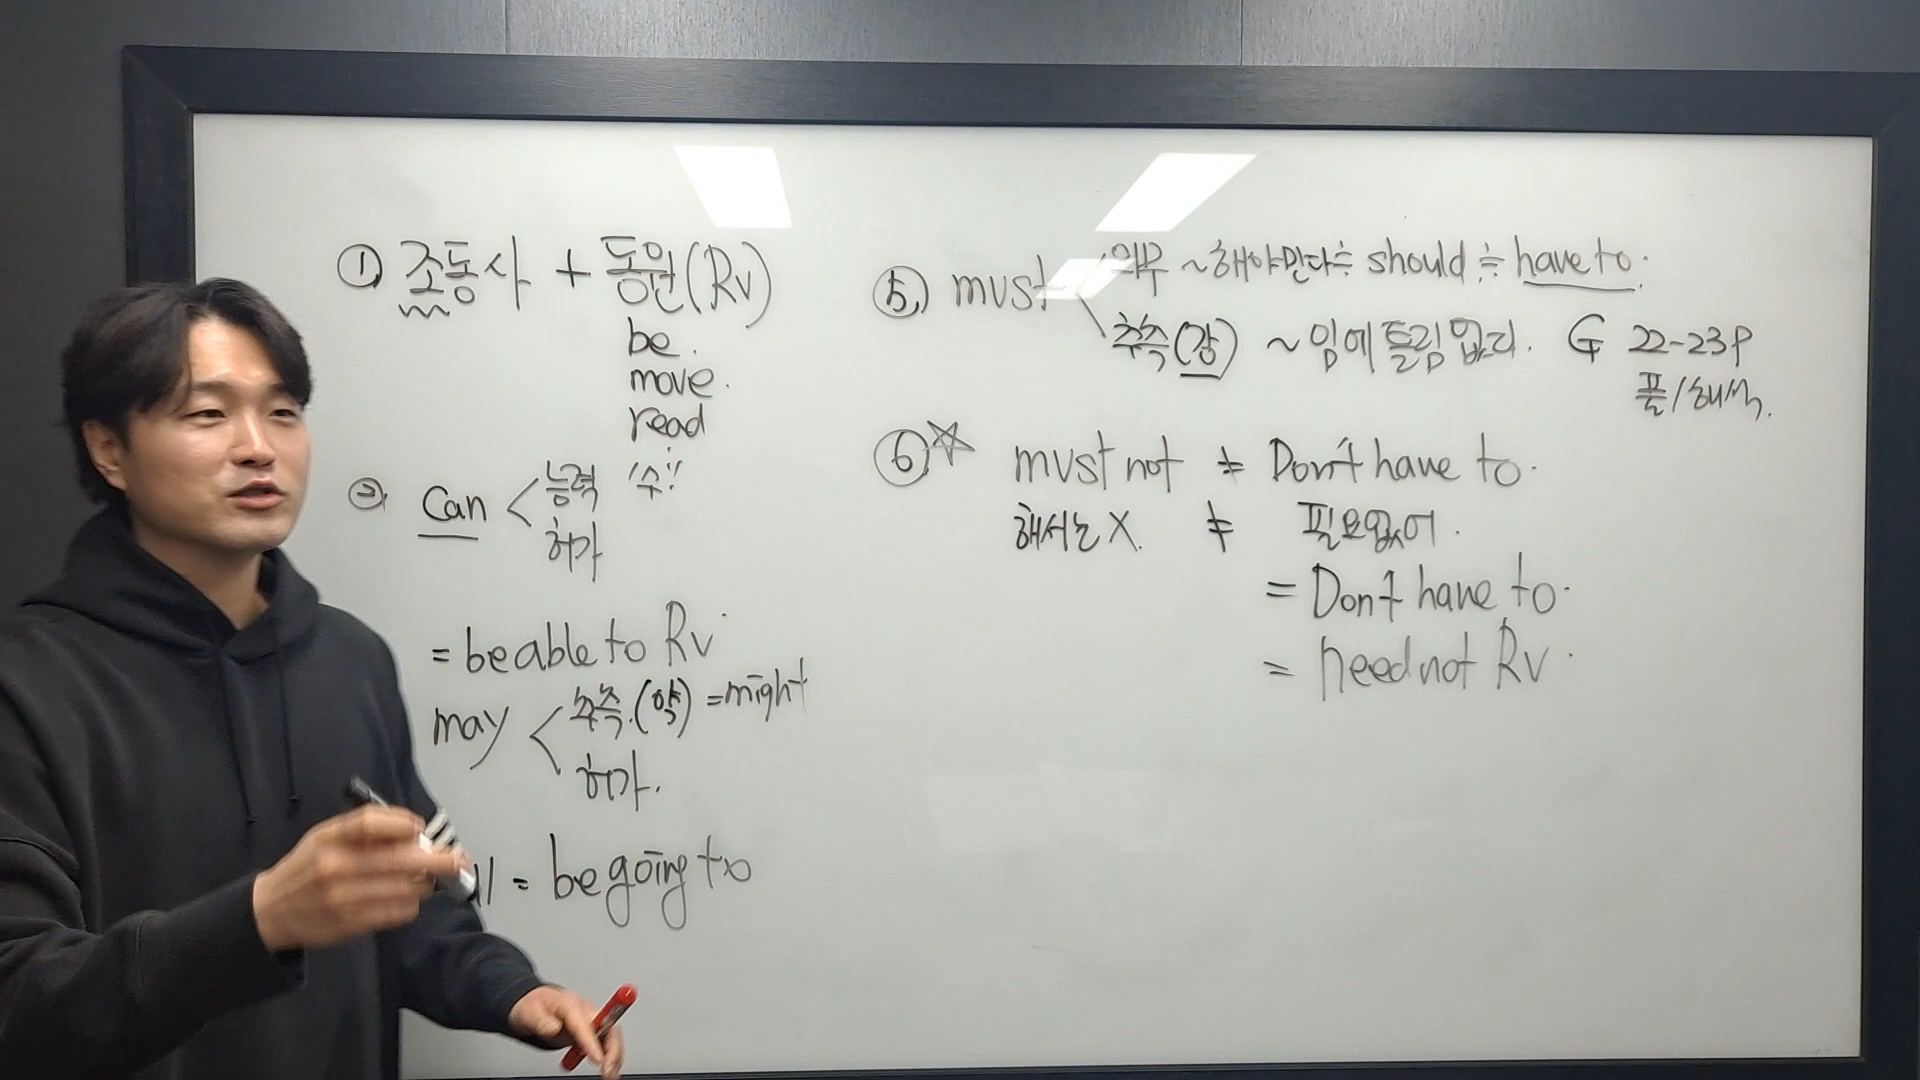 ① 조동사 + 동원(Rv)
be.
move.
read
② Can < 능력 '수!!
허가
= be able to Rv
may < 추측.(약) = might
허가.
ll = be going to
⑤ must < 의무 ~해야만다≒ should ≒ have to.
추측(강) ~임에 틀림 없다. G 22-23P
풀/해석.
⑥☆ must not ≠ Don't have to.
해서는 X. ≠ 필요없어.
= Don't have to.
= need not Rv.